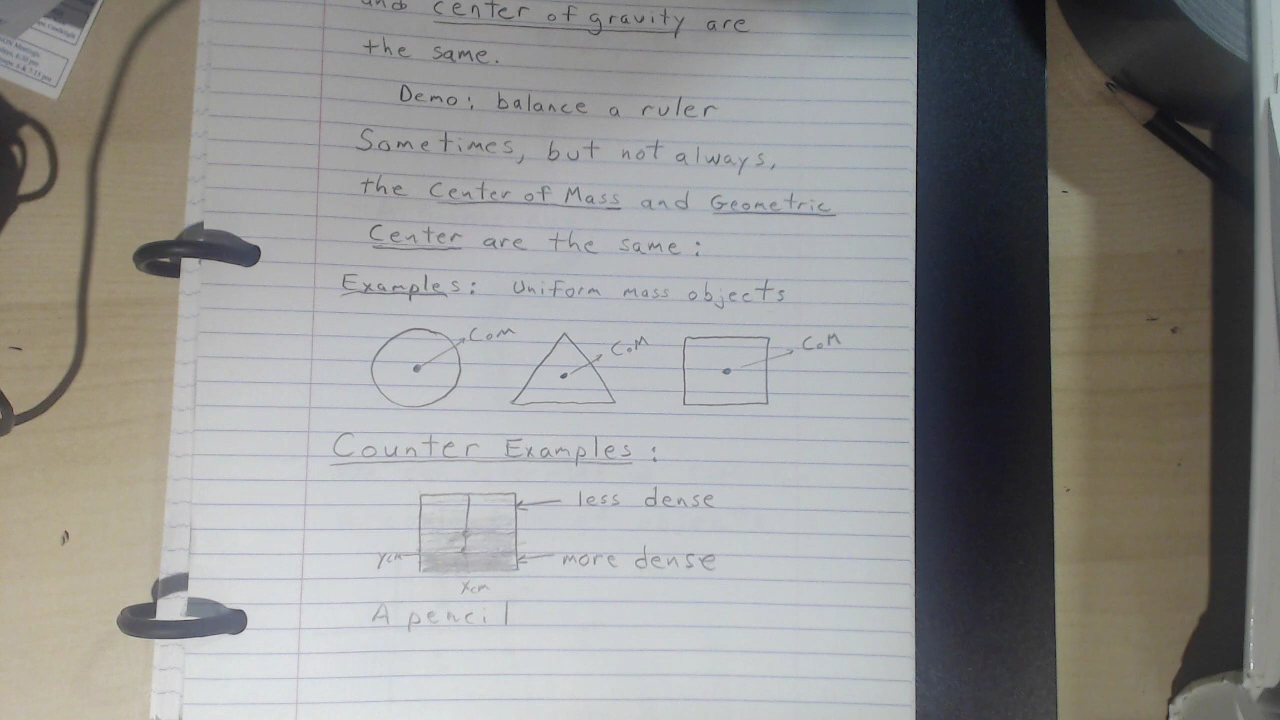 and center of gravity are
the same.
Demo: balance a ruler
Sometimes, but not always,
the Center of Mass and Geometric
Center are the same:
Examples: Uniform mass objects
CoM CoM CoM
Counter Examples:
less dense
Ycm more dense
Xcm
A pencil